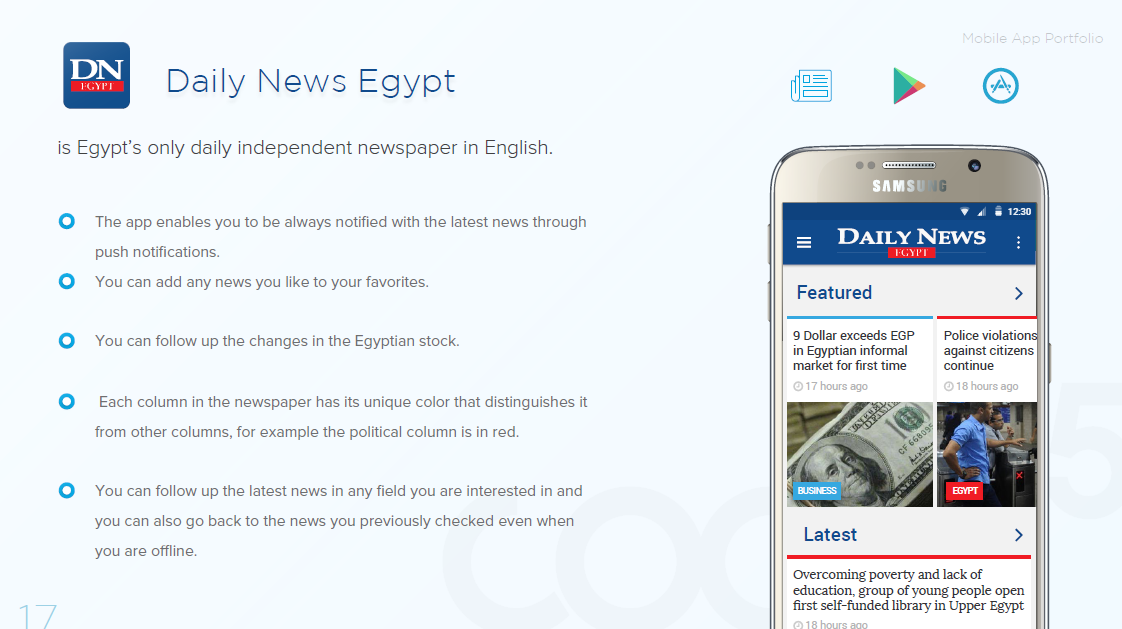 Mobile App Portfolio
DN
EGYPT
Daily News Egypt
is Egypt’s only daily independent newspaper in English.
The app enables you to be always notified with the latest news through
push notifications.
You can add any news you like to your favorites.
You can follow up the changes in the Egyptian stock.
Each column in the newspaper has its unique color that distinguishes it
from other columns, for example the political column is in red.
You can follow up the latest news in any field you are interested in and
you can also go back to the news you previously checked even when
you are offline.
17
SAMSUNG
12:30
DAILY NEWS
EGYPT
Featured
9 Dollar exceeds EGP
in Egyptian informal
market for first time
17 hours ago
BUSINESS
Police violations
against citizens
continue
18 hours ago
EGYPT
Latest
Overcoming poverty and lack of
education, group of young people open
first self-funded library in Upper Egypt
18 hours ago